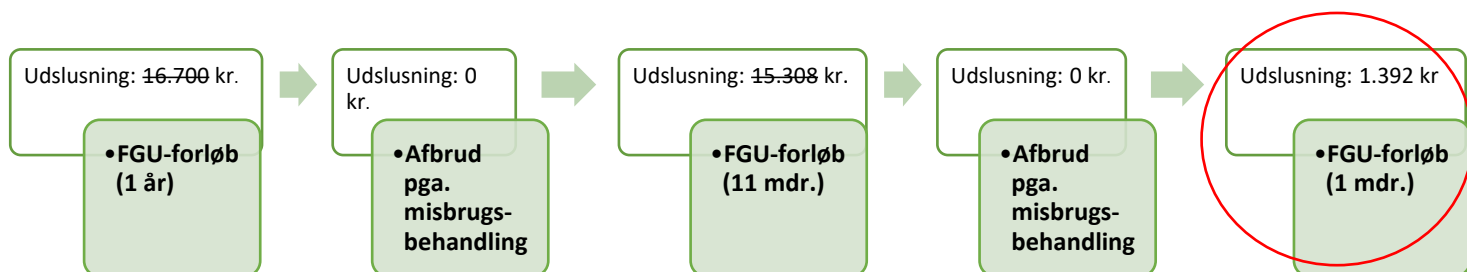 Udslusning: 16.700 kr.
•FGU-forløb
(1 år)
Udslusning: 0
kr.
•Afbrud
pga.
misbrugs-
behandling
Udslusning: 15.308 kr.
•FGU-forløb
(11 mdr.)
Udslusning: 0 kr.
•Afbrud
pga.
misbrugs-
behandling
Udslusning: 1.392 kr
•FGU-forløb
(1 mdr.)